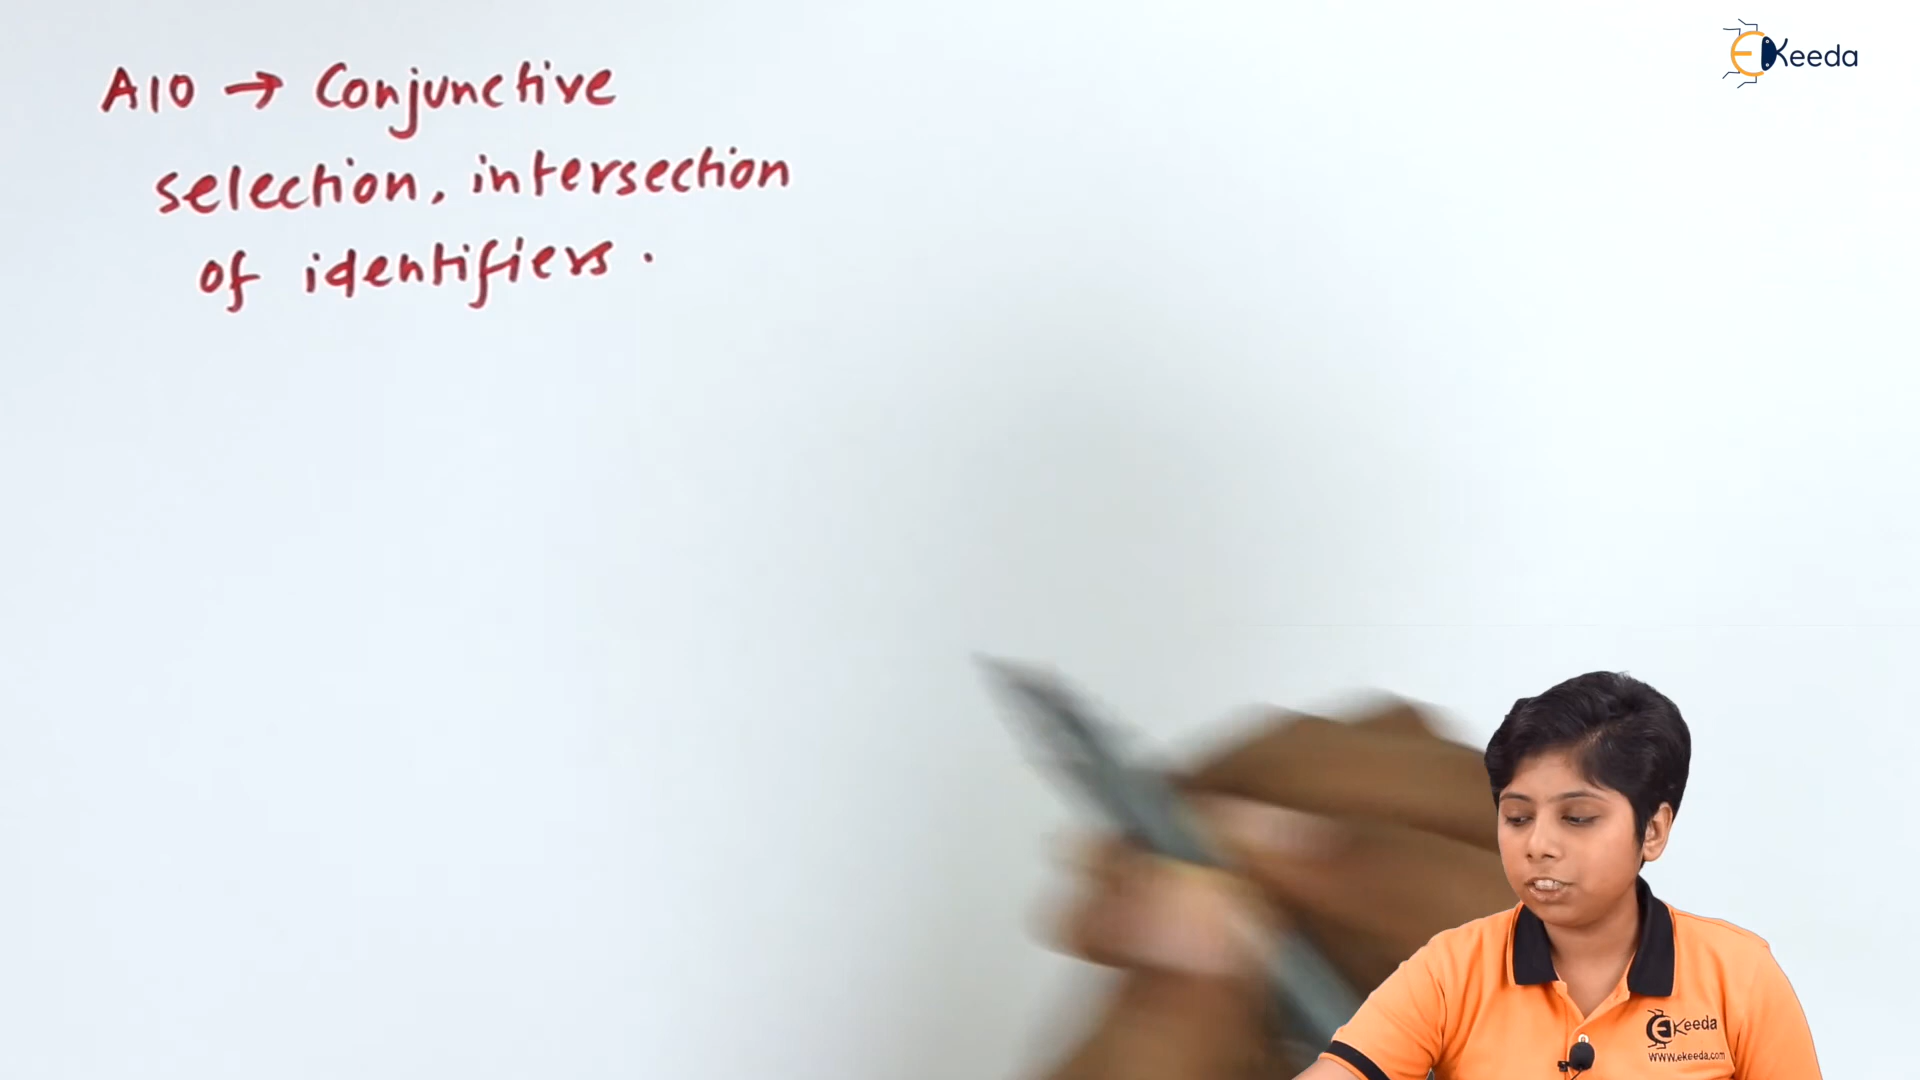 A10 → Conjunctive
selection, intersection
of identifiers.
EKeeda
EKeeda
www.ekeeda.com